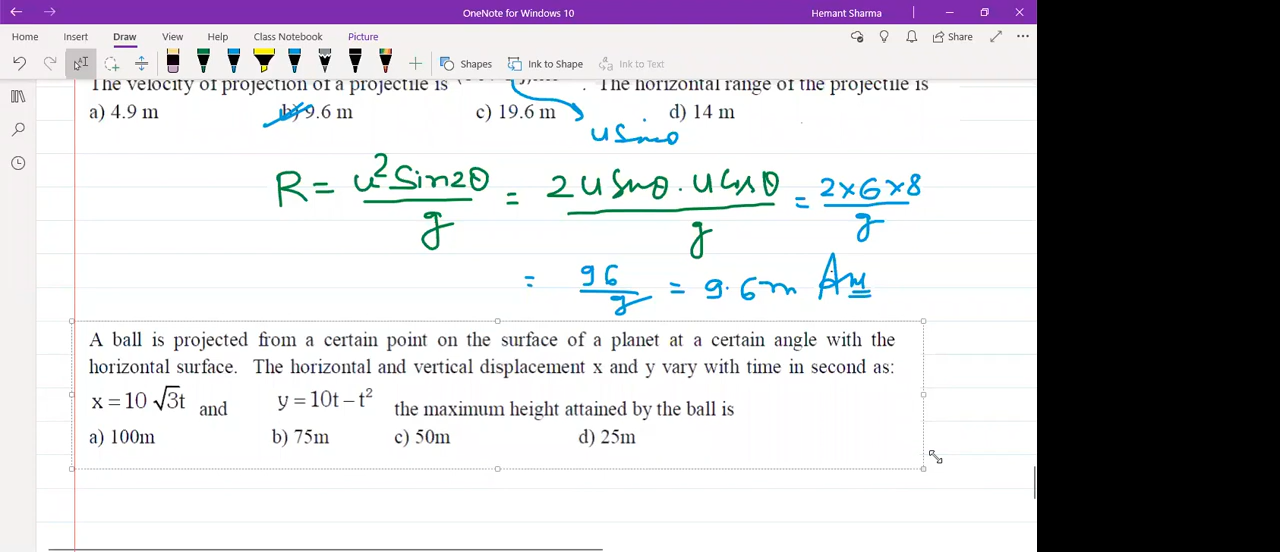 OneNote for Windows 10
Hemant Sharma
Home Insert Draw View Help Class Notebook Picture
Share
Shapes Ink to Shape Ink to Text
The velocity of projection of a projectile is . The horizontal range of the projectile is
a) 4.9 m b) 9.6 m c) 19.6 m d) 14 m
u sinθ
R = u² Sin2θ / g = 2 u Sinθ . u Cosθ / g = 2×6×8 / g
= 96 / g = 9.6m Ans
A ball is projected from a certain point on the surface of a planet at a certain angle with the
horizontal surface. The horizontal and vertical displacement x and y vary with time in second as:
x = 10 √3t and y = 10t – t² the maximum height attained by the ball is
a) 100m b) 75m c) 50m d) 25m